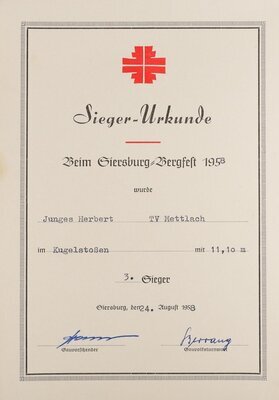 Sieger-Urkunde
Beim Siersburg-Bergfest 1958
wurde
Junges Herbert TV Mettlach
im Kugelstoßen mit 11,10 m
3. Sieger
Siersburg, den 24. August 1958
Gauvorsitzender